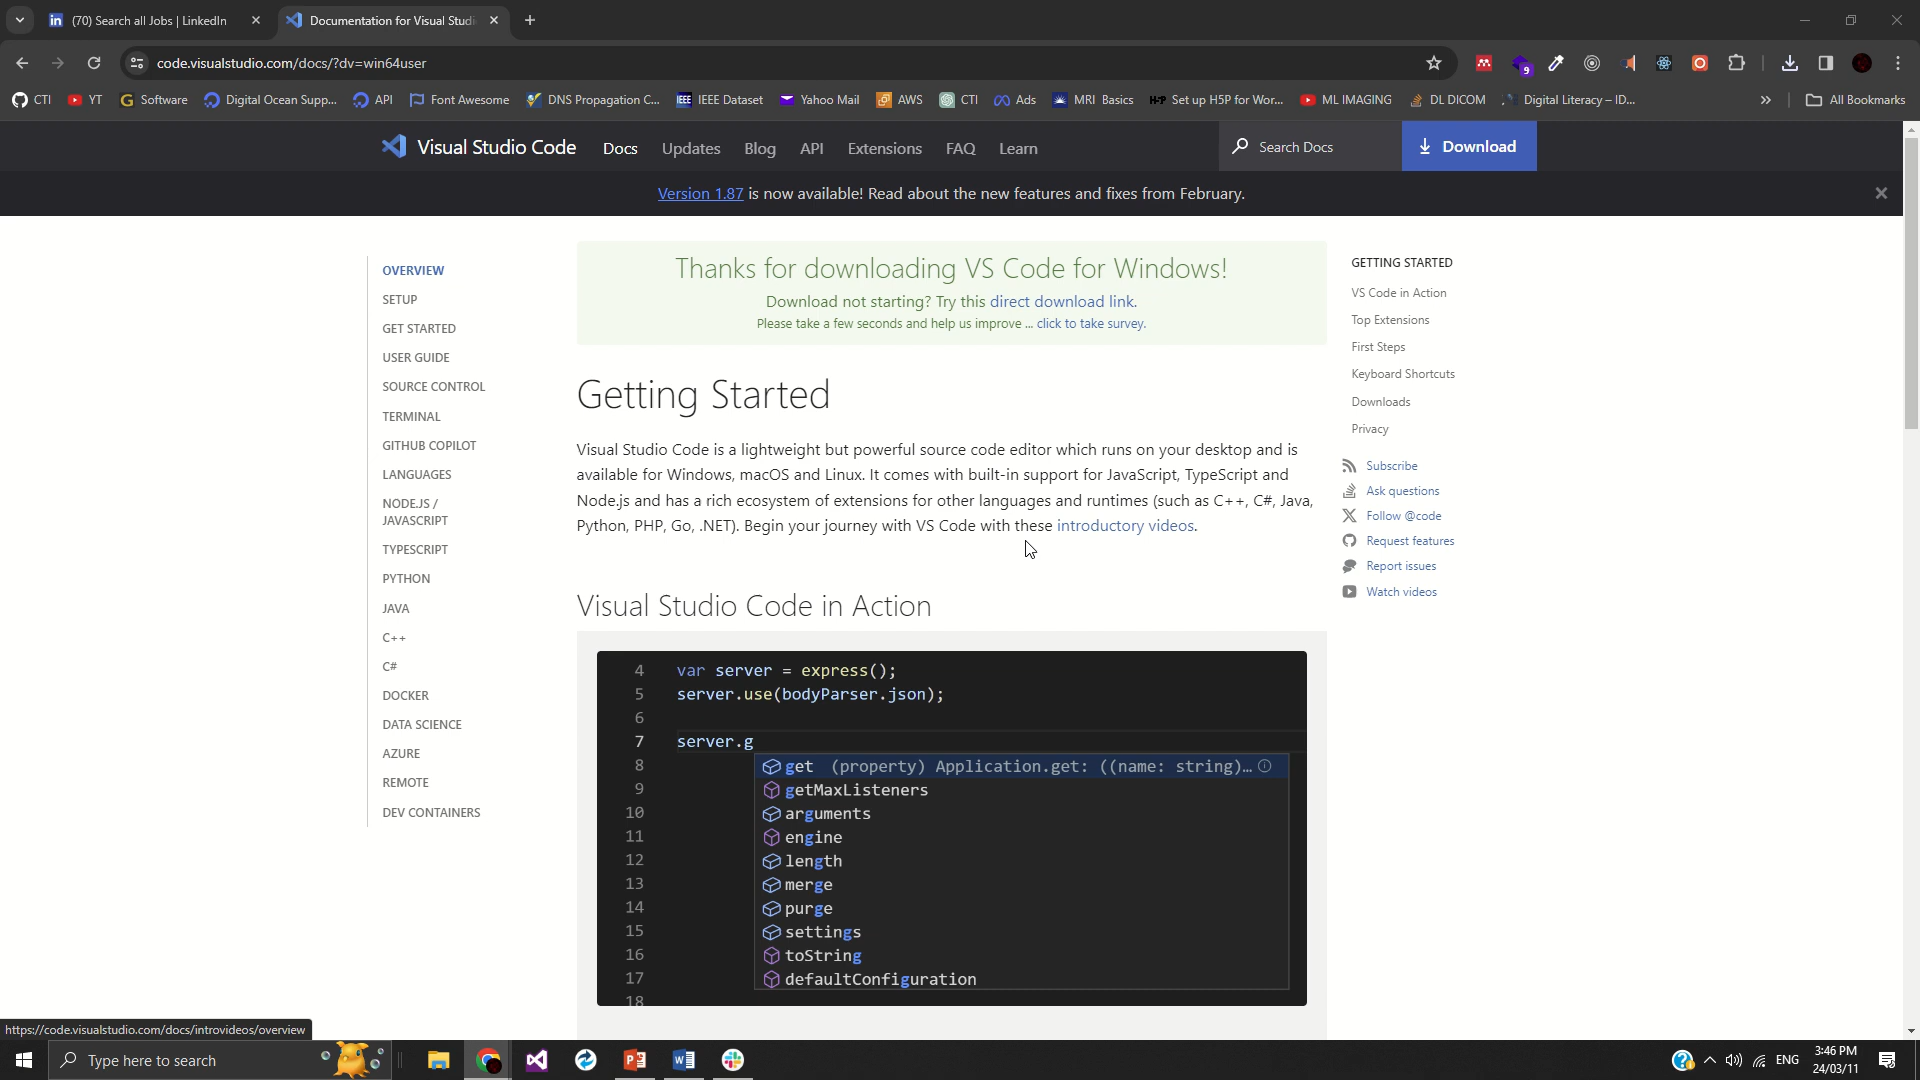 (70) Search all Jobs | LinkedIn
Documentation for Visual Studi
code.visualstudio.com/docs/?dv=win64user
9
CTI
YT
Software
Digital Ocean Supp...
API
Font Awesome
DNS Propagation C...
IEEE Dataset
Yahoo Mail
AWS
CTI
Ads
MRI Basics
Set up H5P for Wor...
ML IMAGING
DL DICOM
Digital Literacy – ID...
All Bookmarks
Visual Studio Code
Docs
Updates
Blog
API
Extensions
FAQ
Learn
Search Docs
Download
Version 1.87 is now available! Read about the new features and fixes from February.
OVERVIEW
SETUP
GET STARTED
USER GUIDE
SOURCE CONTROL
TERMINAL
GITHUB COPILOT
LANGUAGES
NODE.JS /
JAVASCRIPT
TYPESCRIPT
PYTHON
JAVA
C++
C#
DOCKER
DATA SCIENCE
AZURE
REMOTE
DEV CONTAINERS
Thanks for downloading VS Code for Windows!
Download not starting? Try this direct download link.
Please take a few seconds and help us improve ... click to take survey.
Getting Started
Visual Studio Code is a lightweight but powerful source code editor which runs on your desktop and is
available for Windows, macOS and Linux. It comes with built-in support for JavaScript, TypeScript and
Node.js and has a rich ecosystem of extensions for other languages and runtimes (such as C++, C#, Java,
Python, PHP, Go, .NET). Begin your journey with VS Code with these introductory videos.
Visual Studio Code in Action
4 var server = express();
5 server.use(bodyParser.json);
6
7 server.g
8 get (property) Application.get: ((name: string)...
9 getMaxListeners
10 arguments
11 engine
12 length
13 merge
14 purge
15 settings
16 toString
17 defaultConfiguration
18
GETTING STARTED
VS Code in Action
Top Extensions
First Steps
Keyboard Shortcuts
Downloads
Privacy
Subscribe
Ask questions
Follow @code
Request features
Report issues
Watch videos
https://code.visualstudio.com/docs/introvideos/overview
Type here to search
ENG
3:46 PM
24/03/11